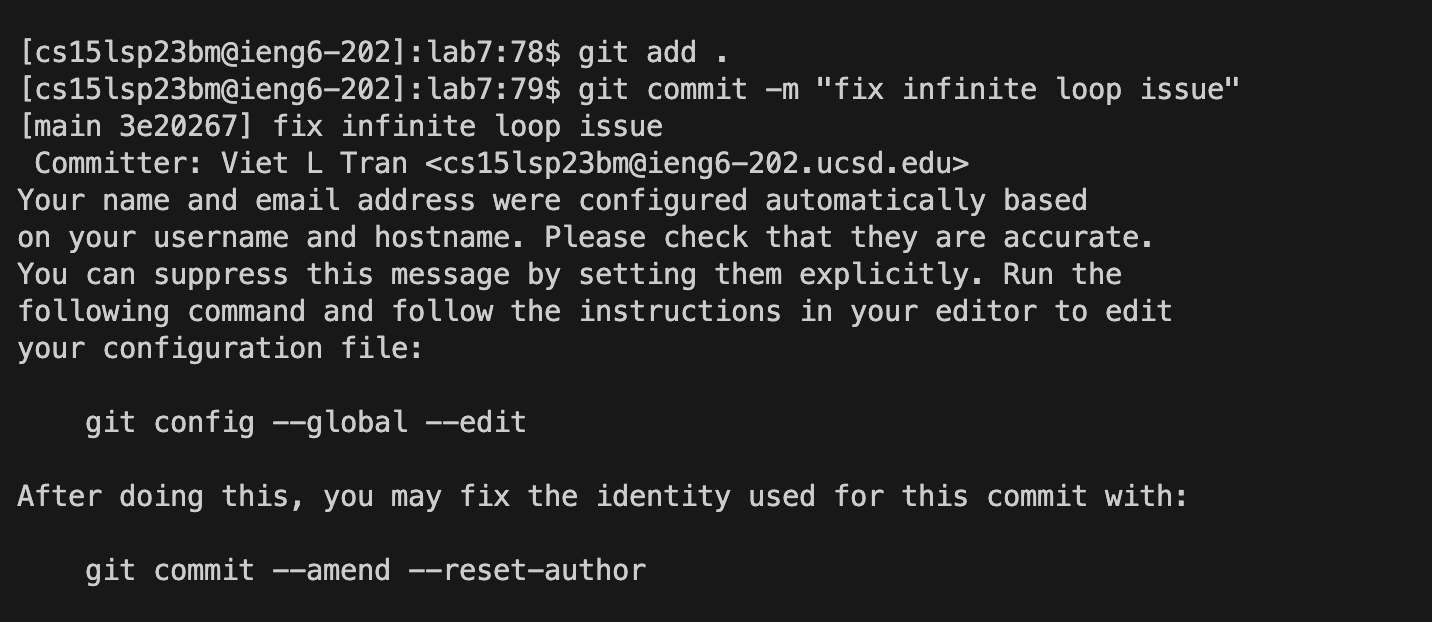 [cs15lsp23bm@ieng6-202]:lab7:78$ git add .
[cs15lsp23bm@ieng6-202]:lab7:79$ git commit -m "fix infinite loop issue"
[main 3e20267] fix infinite loop issue
 Committer: Viet L Tran <cs15lsp23bm@ieng6-202.ucsd.edu>
Your name and email address were configured automatically based
on your username and hostname. Please check that they are accurate.
You can suppress this message by setting them explicitly. Run the
following command and follow the instructions in your editor to edit
your configuration file:

    git config --global --edit

After doing this, you may fix the identity used for this commit with:

    git commit --amend --reset-author